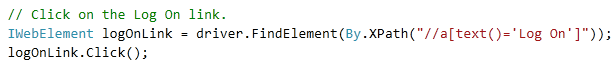 // Click on the Log On link.
IWebElement logOnLink = driver.FindElement(By.XPath("//a[text()='Log On']"));
logOnLink.Click();